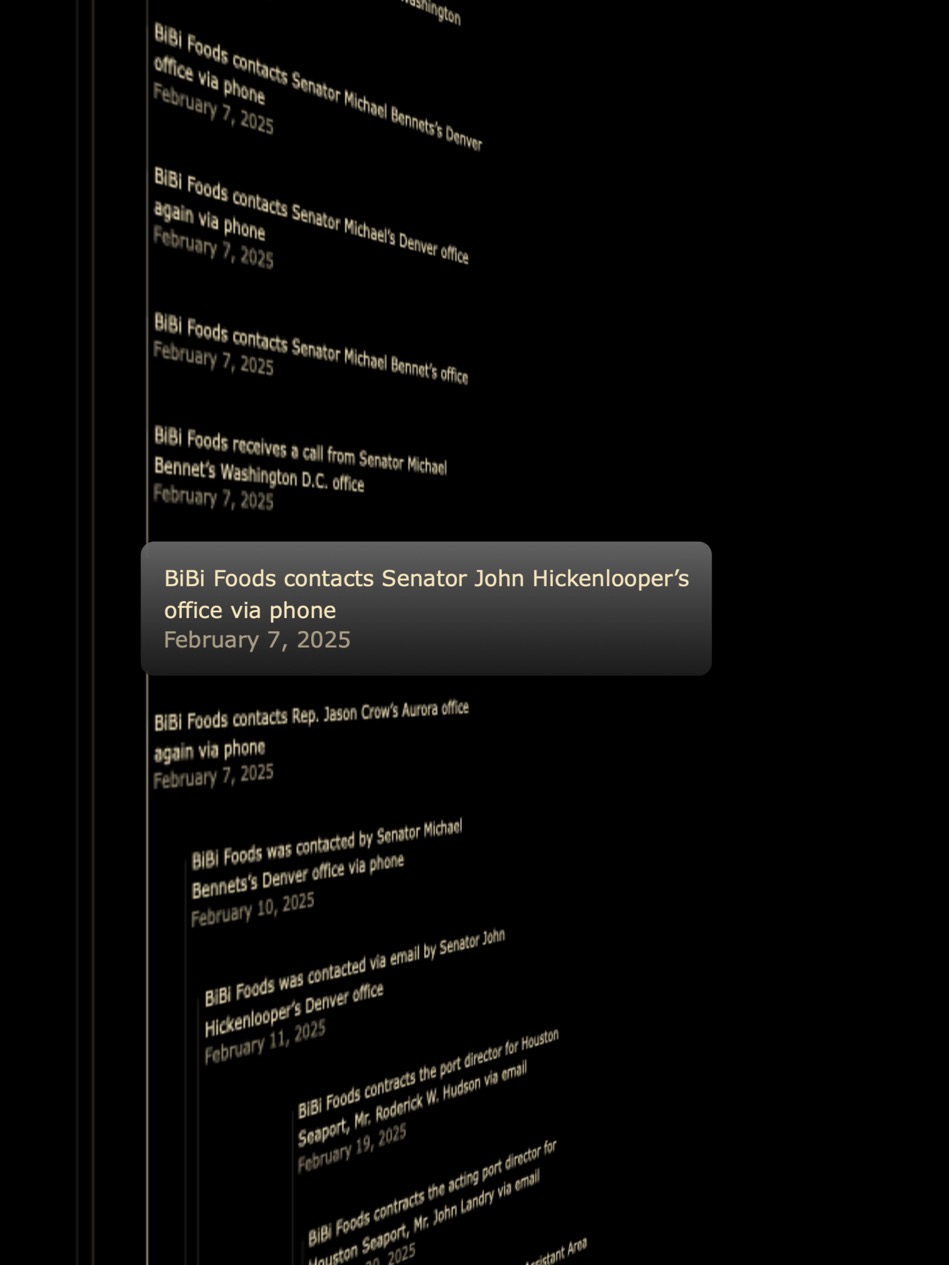 ashington
BiBi Foods contacts Senator Michael Bennets’s Denver
office via phone
February 7, 2025
BiBi Foods contacts Senator Michael’s Denver office
again via phone
February 7, 2025
BiBi Foods contacts Senator Michael Bennet’s office
February 7, 2025
BiBi Foods receives a call from Senator Michael
Bennet’s Washington D.C. office
February 7, 2025
BiBi Foods contacts Senator John Hickenlooper’s
office via phone
February 7, 2025
BiBi Foods contacts Rep. Jason Crow’s Aurora office
again via phone
February 7, 2025
BiBi Foods was contacted by Senator Michael
Bennets’s Denver office via phone
February 10, 2025
BiBi Foods was contacted via email by Senator John
Hickenlooper’s Denver office
February 11, 2025
BiBi Foods contracts the port director for Houston
Seaport, Mr. Roderick W. Hudson via email
February 19, 2025
BiBi Foods contracts the acting port director for
Houston Seaport, Mr. John Landry via email
20, 2025
ssistant Area